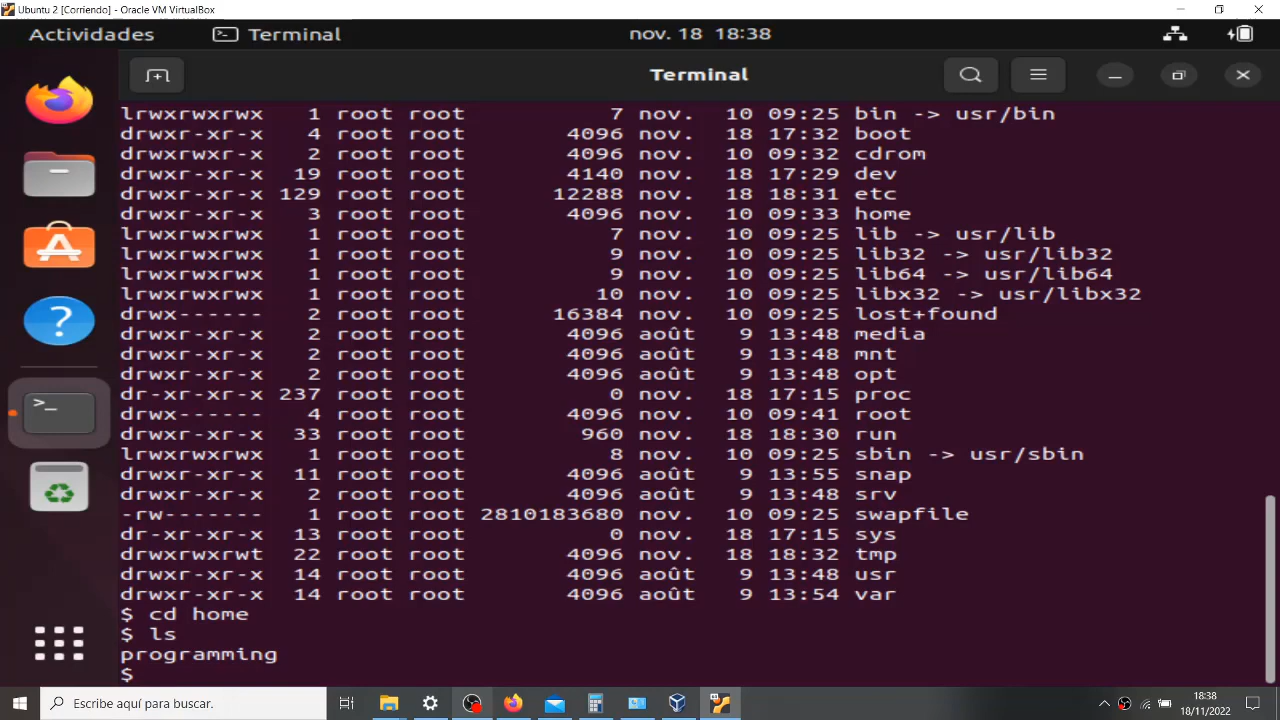 Ubuntu 2 [Corriendo] - Oracle VM VirtualBox
Actividades Terminal nov. 18 18:38
Terminal
lrwxrwxrwx 1 root root 7 nov. 10 09:25 bin -> usr/bin
drwxr-xr-x 4 root root 4096 nov. 18 17:32 boot
drwxrwxr-x 2 root root 4096 nov. 10 09:32 cdrom
drwxr-xr-x 19 root root 4140 nov. 18 17:29 dev
drwxr-xr-x 129 root root 12288 nov. 18 18:31 etc
drwxr-xr-x 3 root root 4096 nov. 10 09:33 home
lrwxrwxrwx 1 root root 7 nov. 10 09:25 lib -> usr/lib
lrwxrwxrwx 1 root root 9 nov. 10 09:25 lib32 -> usr/lib32
lrwxrwxrwx 1 root root 9 nov. 10 09:25 lib64 -> usr/lib64
lrwxrwxrwx 1 root root 10 nov. 10 09:25 libx32 -> usr/libx32
drwx------ 2 root root 16384 nov. 10 09:25 lost+found
drwxr-xr-x 2 root root 4096 août 9 13:48 media
drwxr-xr-x 2 root root 4096 août 9 13:48 mnt
drwxr-xr-x 2 root root 4096 août 9 13:48 opt
dr-xr-xr-x 237 root root 0 nov. 18 17:15 proc
drwx------ 4 root root 4096 nov. 10 09:41 root
drwxr-xr-x 33 root root 960 nov. 18 18:30 run
lrwxrwxrwx 1 root root 8 nov. 10 09:25 sbin -> usr/sbin
drwxr-xr-x 11 root root 4096 août 9 13:55 snap
drwxr-xr-x 2 root root 4096 août 9 13:48 srv
-rw------- 1 root root 2810183680 nov. 10 09:25 swapfile
dr-xr-xr-x 13 root root 0 nov. 18 17:15 sys
drwxrwxrwt 22 root root 4096 nov. 18 18:32 tmp
drwxr-xr-x 14 root root 4096 août 9 13:48 usr
drwxr-xr-x 14 root root 4096 août 9 13:54 var
$ cd home
$ ls
programming
$
Escribe aquí para buscar.
18:38
18/11/2022